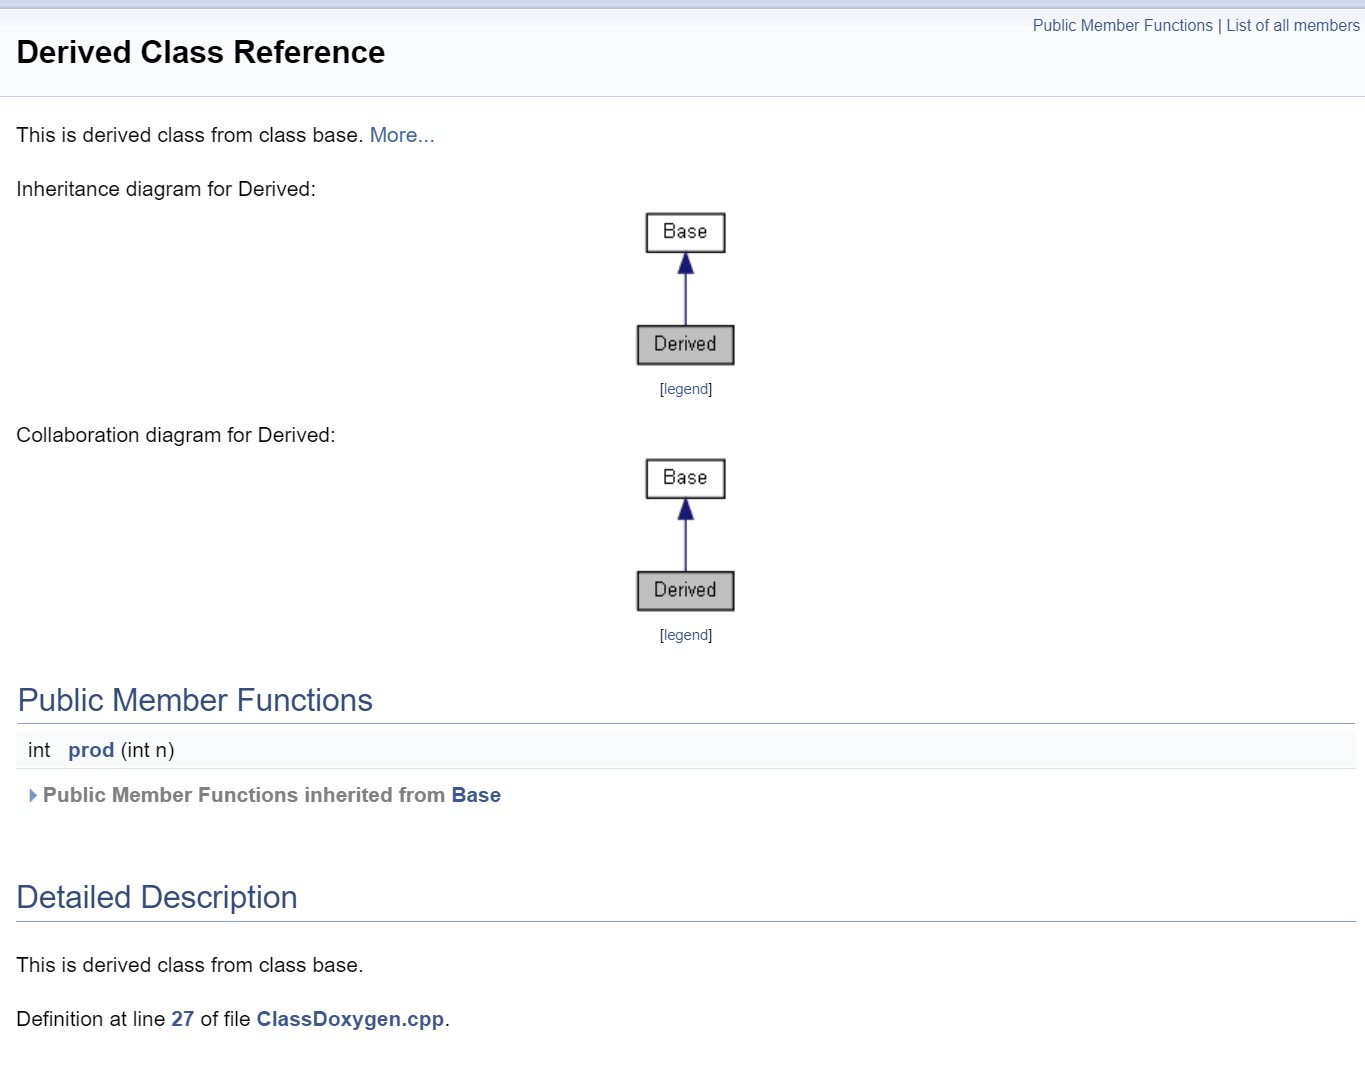 Public Member Functions | List of all members
Derived Class Reference
This is derived class from class base. More...
Inheritance diagram for Derived:
Base
Derived
[legend]
Collaboration diagram for Derived:
Base
Derived
[legend]
Public Member Functions
int prod (int n)
Public Member Functions inherited from Base
Detailed Description
This is derived class from class base.
Definition at line 27 of file ClassDoxygen.cpp.